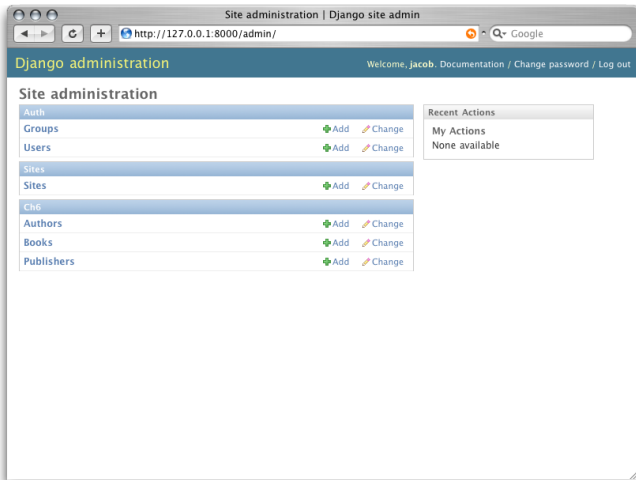 Site administration | Django site admin
http://127.0.0.1:8000/admin/
Google
Django administration
Welcome, jacob. Documentation / Change password / Log out
Site administration
Auth
Groups Add Change
Users Add Change
Sites
Sites Add Change
Ch6
Authors Add Change
Books Add Change
Publishers Add Change
Recent Actions
My Actions
None available